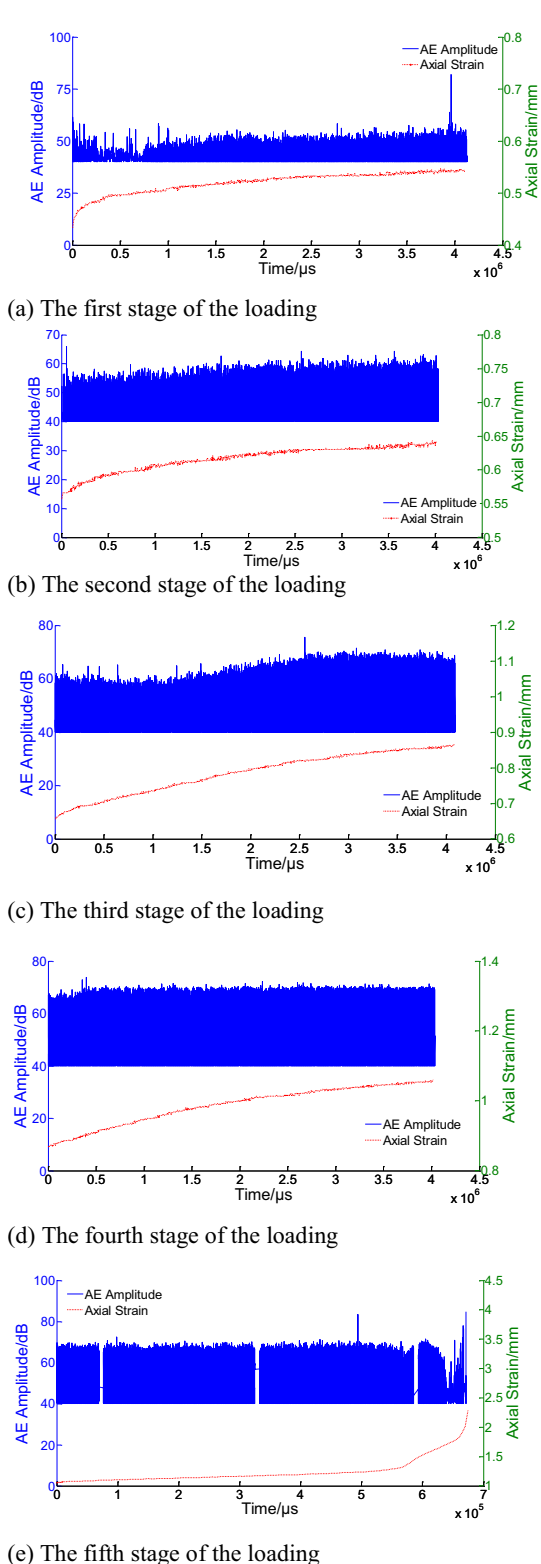 100
75
50
25
0
AE Amplitude/dB
AE Amplitude
Axial Strain
0.8
0.7
0.6
0.5
0.4
Axial Strain/mm
0 0.5 1 1.5 2 2.5 3 3.5 4 4.5
Time/µs
x 10^6
(a) The first stage of the loading
70
60
50
40
30
20
10
0
AE Amplitude/dB
AE Amplitude
Axial Strain
0.8
0.75
0.7
0.65
0.6
0.55
0.5
Axial Strain/mm
0 0.5 1 1.5 2 2.5 3 3.5 4 4.5
Time/µs
x 10^6
(b) The second stage of the loading
80
60
40
20
0
AE Amplitude/dB
AE Amplitude
Axial Strain
1.2
1.1
1
0.9
0.8
0.7
0.6
Axial Strain/mm
0 0.5 1 1.5 2 2.5 3 3.5 4 4.5
Time/µs
x 10^6
(c) The third stage of the loading
80
60
40
20
0
AE Amplitude/dB
AE Amplitude
Axial Strain
1.4
1.2
1
0.8
Axial Strain/mm
0 0.5 1 1.5 2 2.5 3 3.5 4 4.5
Time/µs
x 10^6
(d) The fourth stage of the loading
100
80
60
40
20
0
AE Amplitude/dB
AE Amplitude
Axial Strain
4.5
4
3.5
3
2.5
2
1.5
1
Axial Strain/mm
0 1 2 3 4 5 6 7
Time/µs
x 10^5
(e) The fifth stage of the loading